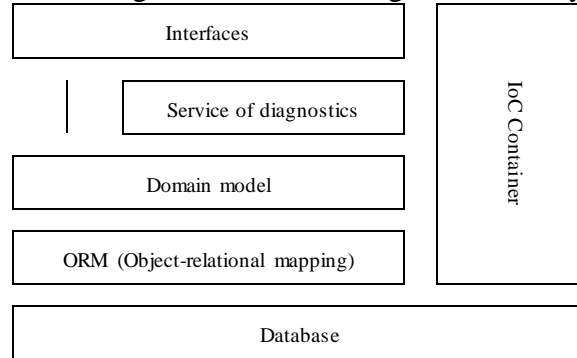 Interfaces
Service of diagnostics
Domain model
ORM (Object-relational mapping)
IoC Container
Database